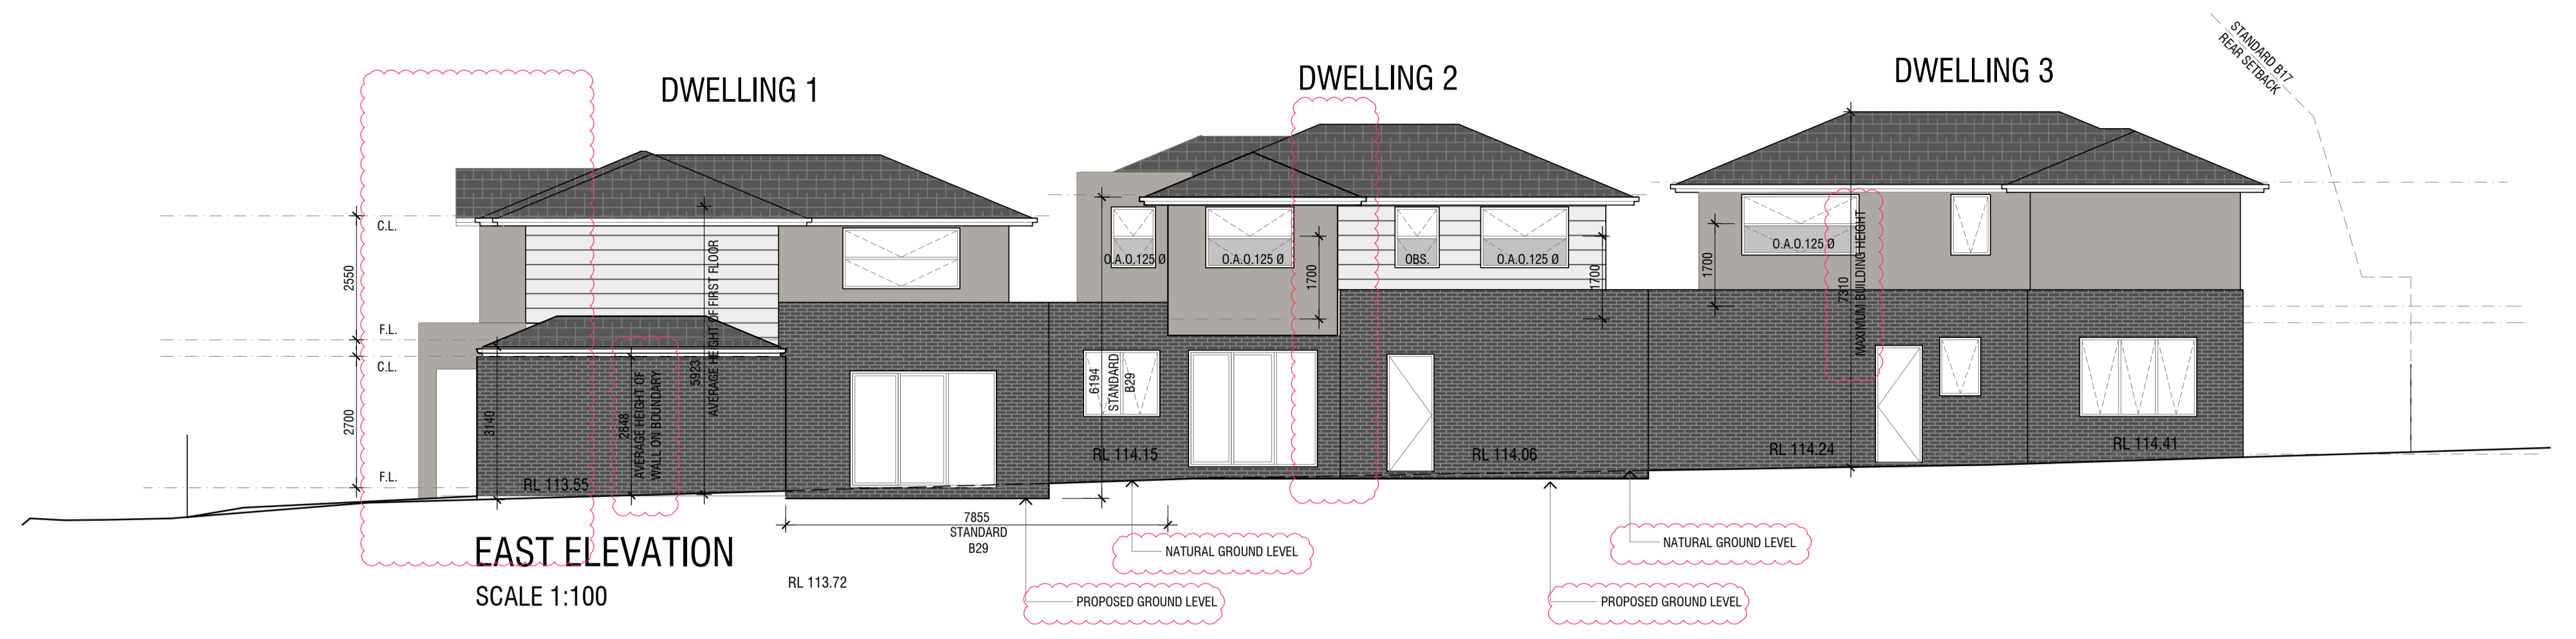 DWELLING 1
DWELLING 2
DWELLING 3
STANDARD B17
REAR SETBACK
C.L.
2550
F.L.
C.L.
2700
F.L.
3140
2848
AVERAGE HEIGHT OF
WALL ON BOUNDARY
5923
AVERAGE HEIGHT OF FIRST FLOOR
O.A.O.125 Ø
O.A.O.125 Ø
1700
OBS.
O.A.O.125 Ø
1700
6194
STANDARD
B29
1700
O.A.O.125 Ø
7310
MAXIMUM BUILDING HEIGHT
RL 113.55
RL 114.15
RL 114.06
RL 114.24
RL 114.41
7855
STANDARD
B29
NATURAL GROUND LEVEL
NATURAL GROUND LEVEL
PROPOSED GROUND LEVEL
PROPOSED GROUND LEVEL
EAST ELEVATION
SCALE 1:100
RL 113.72